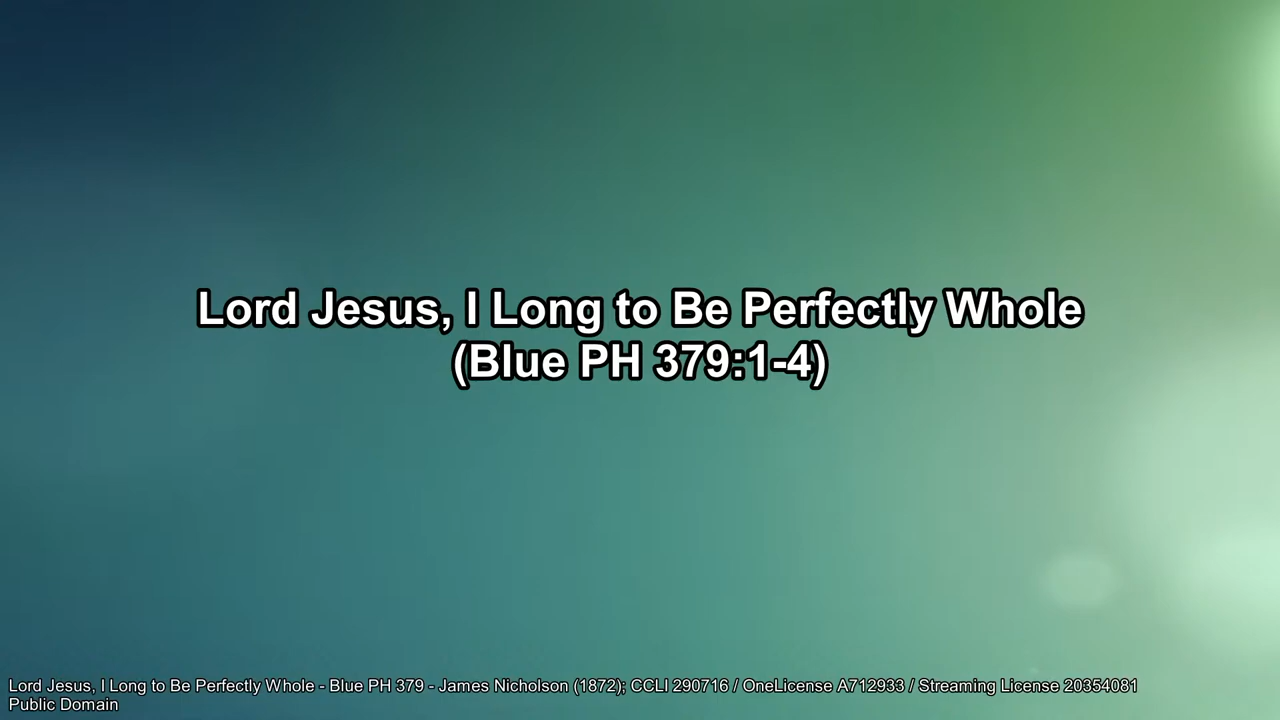 Lord Jesus, I Long to Be Perfectly Whole
(Blue PH 379:1-4)
Lord Jesus, I Long to Be Perfectly Whole - Blue PH 379 - James Nicholson (1872); CCLI 290716 / OneLicense A712933 / Streaming License 20354081
Public Domain